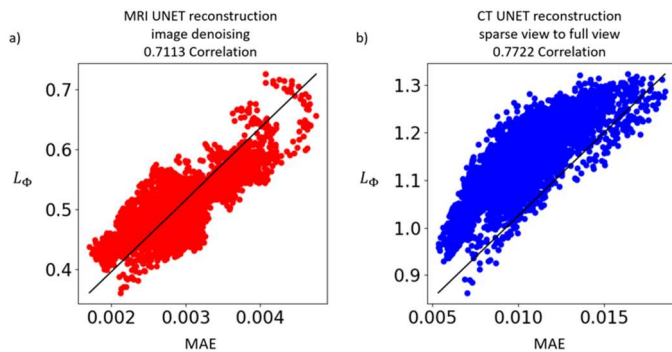 MRI UNET reconstruction
image denoising
0.7113 Correlation
a)
0.7
0.6
0.5
0.4
L_Φ
0.002 0.003 0.004
MAE
CT UNET reconstruction
sparse view to full view
0.7722 Correlation
b)
1.3
1.2
1.1
1.0
0.9
L_Φ
0.005 0.010 0.015
MAE